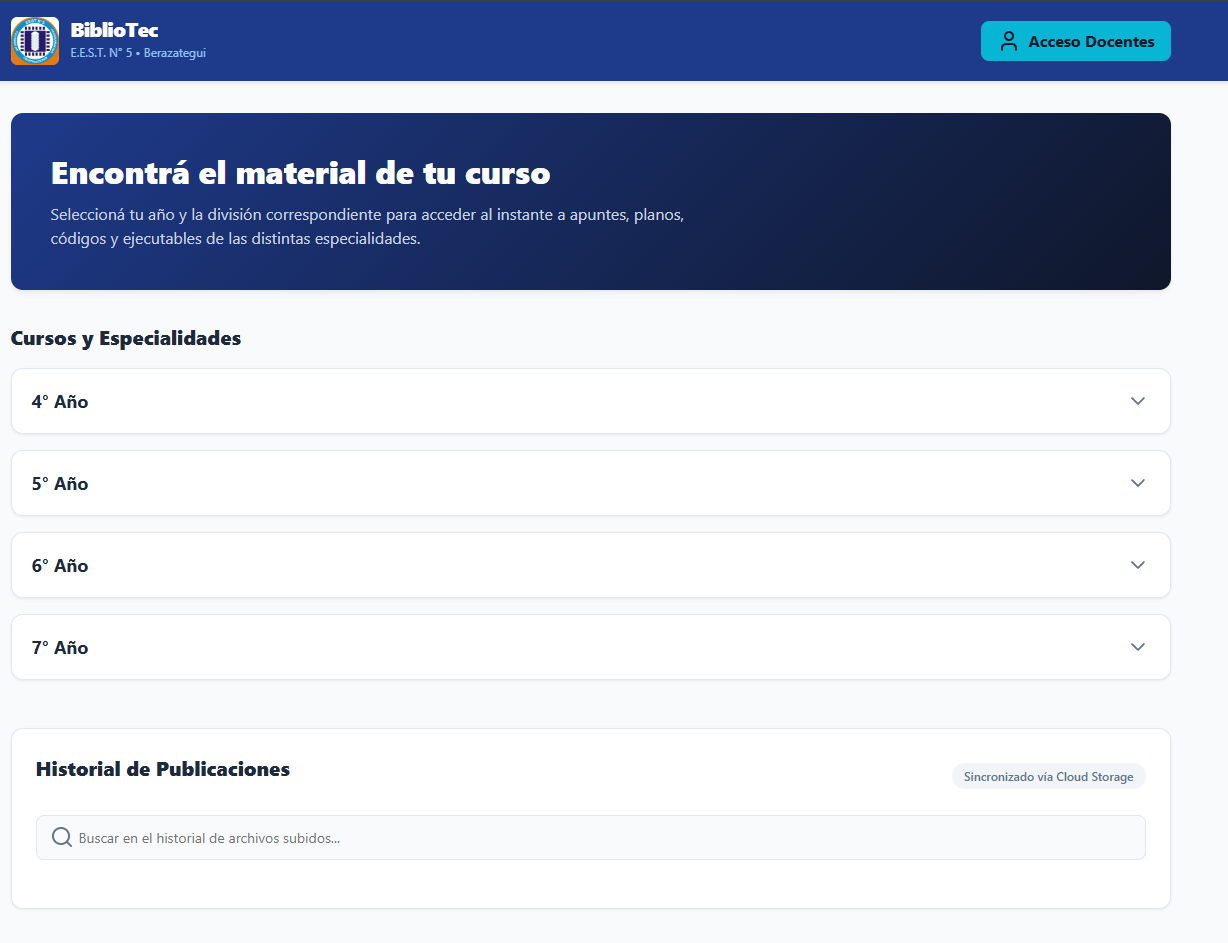 BiblioTec
E.E.S.T. N° 5 • Berazategui
Acceso Docentes
Encontrá el material de tu curso
Seleccioná tu año y la división correspondiente para acceder al instante a apuntes, planos,
códigos y ejecutables de las distintas especialidades.
Cursos y Especialidades
4° Año
5° Año
6° Año
7° Año
Historial de Publicaciones
Sincronizado vía Cloud Storage
Buscar en el historial de archivos subidos...